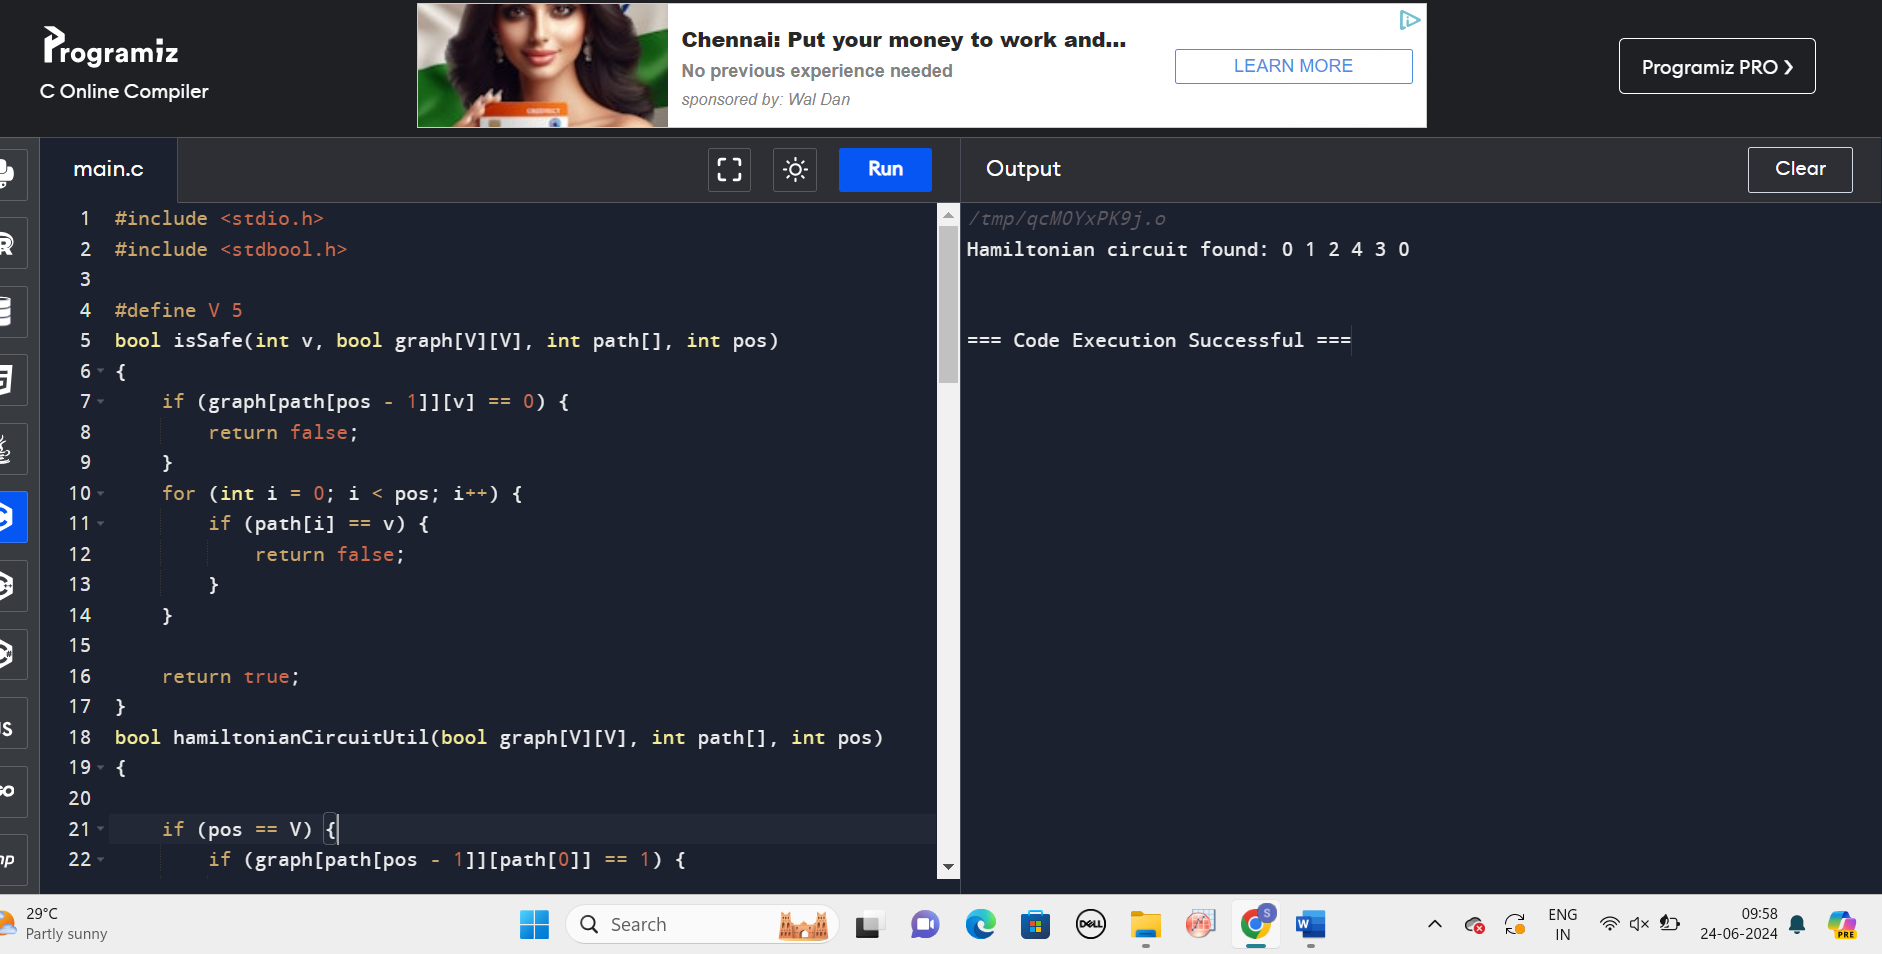 Programiz
C Online Compiler
Chennai: Put your money to work and...
No previous experience needed
sponsored by: Wal Dan
LEARN MORE
Programiz PRO ❯
main.c
Run
Output
Clear
1 #include <stdio.h>
2 #include <stdbool.h>
3
4 #define V 5
5 bool isSafe(int v, bool graph[V][V], int path[], int pos)
6 {
7     if (graph[path[pos - 1]][v] == 0) {
8         return false;
9     }
10     for (int i = 0; i < pos; i++) {
11         if (path[i] == v) {
12             return false;
13         }
14     }
15
16     return true;
17 }
18 bool hamiltonianCircuitUtil(bool graph[V][V], int path[], int pos)
19 {
20
21     if (pos == V) {
22         if (graph[path[pos - 1]][path[0]] == 1) {
/tmp/qcMOYxPK9j.o
Hamiltonian circuit found: 0 1 2 4 3 0
=== Code Execution Successful ===
29°C
Partly sunny
Search
DELL
S
W
ENG
IN
09:58
24-06-2024
PRE